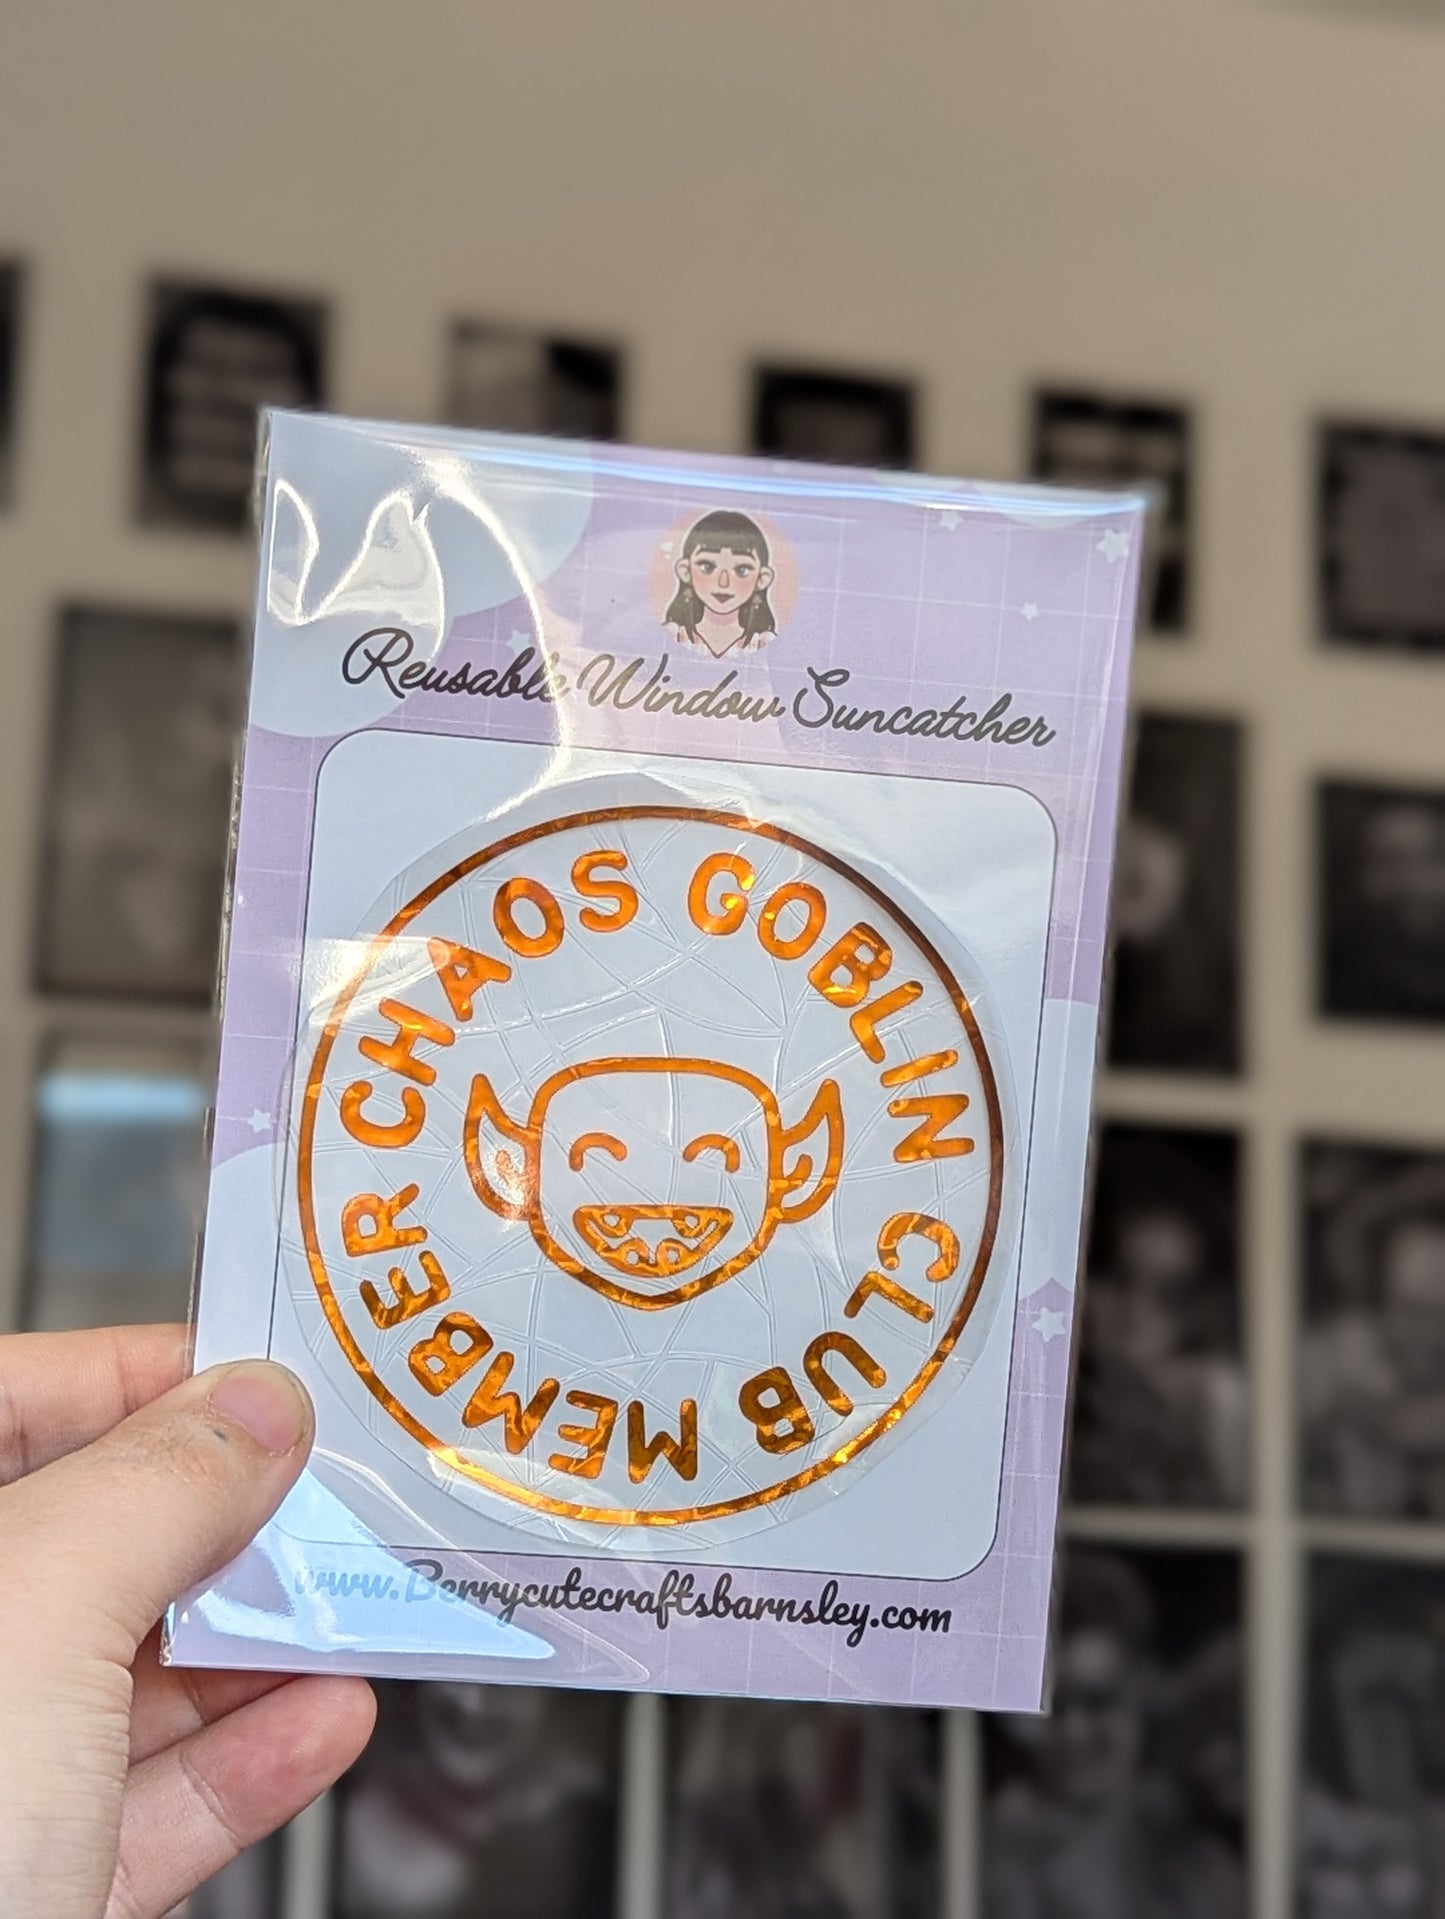 Reusable Window Suncatcher
CHAOS GOBLIN CLUB MEMBER
www.Berrycutecraftsbarnsley.com